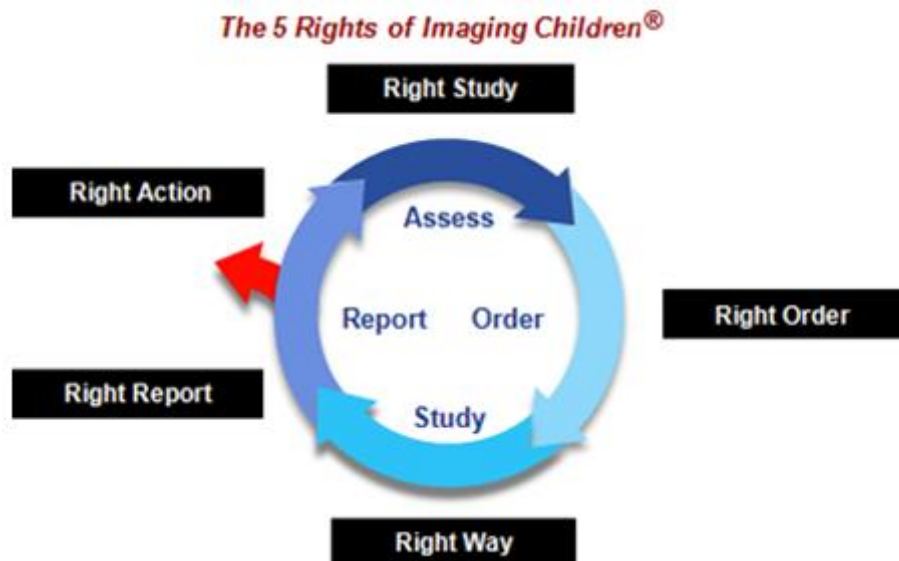 The 5 Rights of Imaging Children®
Right Study
Right Action
Assess
Report Order
Right Order
Right Report
Study
Right Way